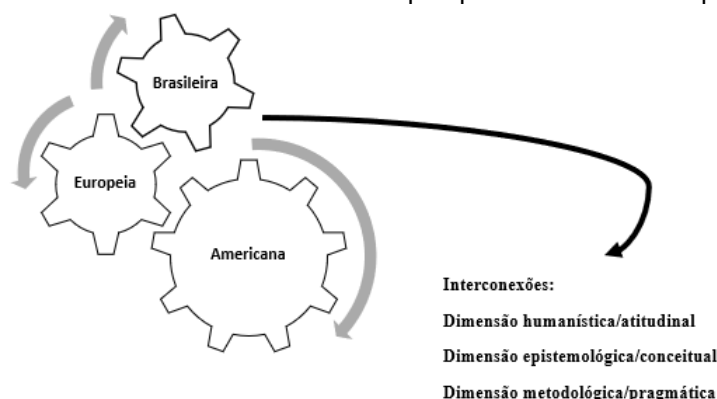 Brasileira
Europeia
Americana
Interconexões:
Dimensão humanística/atitudinal
Dimensão epistemológica/conceitual
Dimensão metodológica/pragmática